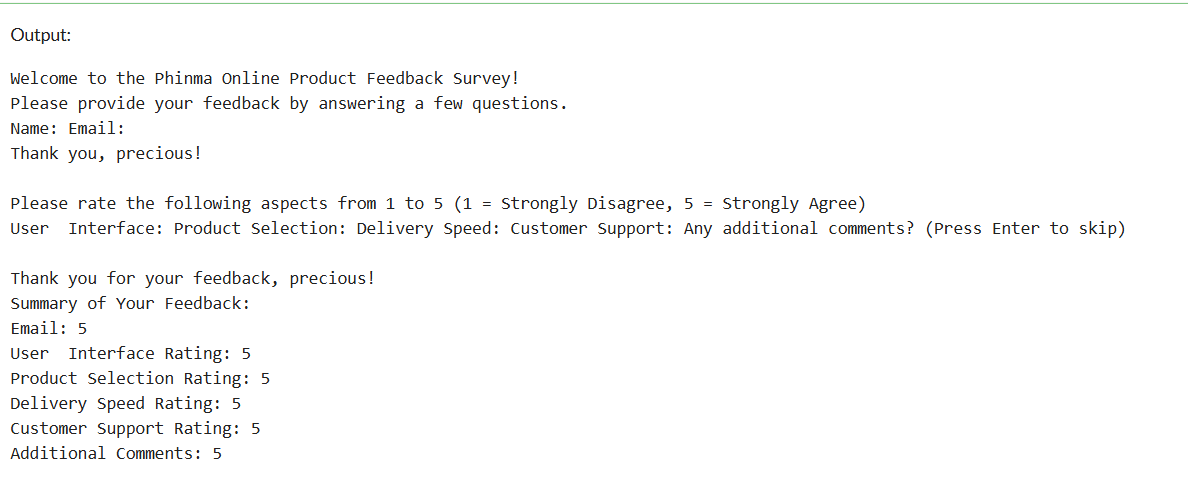 Output:
Welcome to the Phinma Online Product Feedback Survey!
Please provide your feedback by answering a few questions.
Name: Email:
Thank you, precious!
Please rate the following aspects from 1 to 5 (1 = Strongly Disagree, 5 = Strongly Agree)
User  Interface: Product Selection: Delivery Speed: Customer Support: Any additional comments? (Press Enter to skip)
Thank you for your feedback, precious!
Summary of Your Feedback:
Email: 5
User  Interface Rating: 5
Product Selection Rating: 5
Delivery Speed Rating: 5
Customer Support Rating: 5
Additional Comments: 5